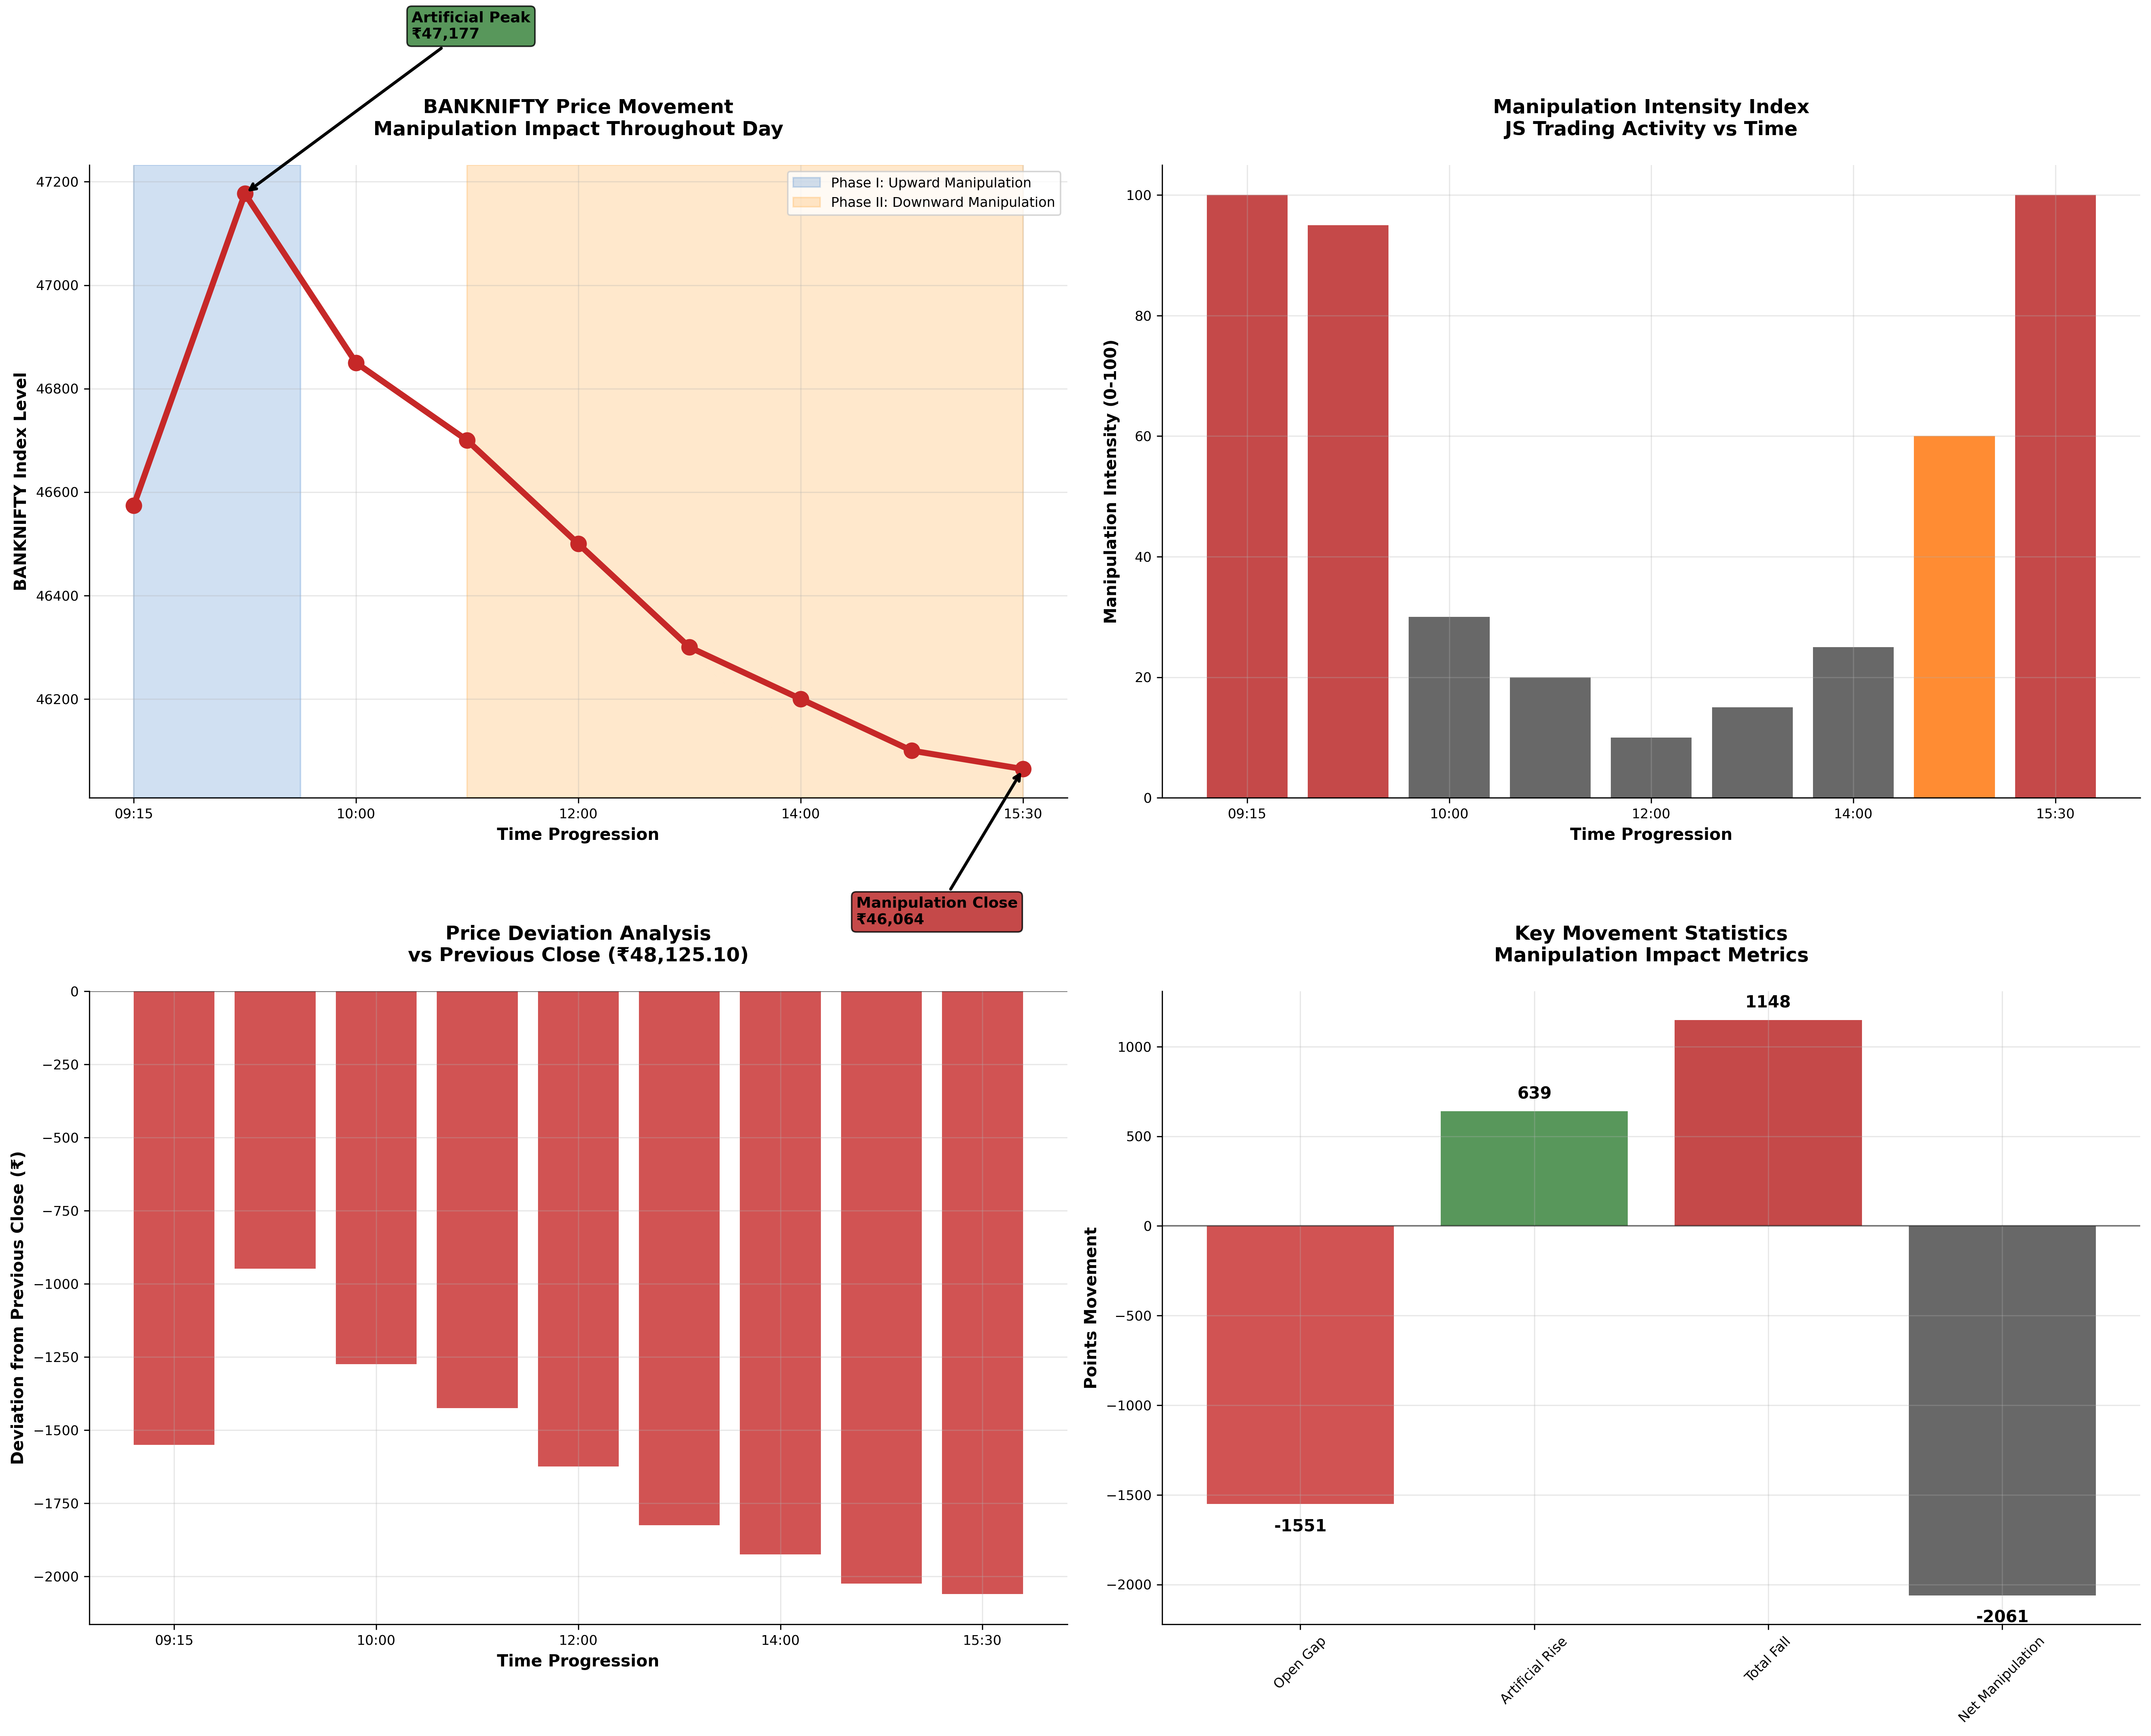 Artificial Peak
₹47,177
BANKNIFTY Price Movement
Manipulation Impact Throughout Day
BANKNIFTY Index Level
47200
47000
46800
46600
46400
46200
Phase I: Upward Manipulation
Phase II: Downward Manipulation
09:15
10:00
12:00
14:00
15:30
Time Progression
Manipulation Close
₹46,064
Manipulation Intensity Index
JS Trading Activity vs Time
Manipulation Intensity (0-100)
100
80
60
40
20
0
09:15
10:00
12:00
14:00
15:30
Time Progression
Price Deviation Analysis
vs Previous Close (₹48,125.10)
Deviation from Previous Close (₹)
0
−250
−500
−750
−1000
−1250
−1500
−1750
−2000
09:15
10:00
12:00
14:00
15:30
Time Progression
Key Movement Statistics
Manipulation Impact Metrics
Points Movement
1000
500
0
−500
−1000
−1500
−2000
-1551
639
1148
-2061
Open Gap
Artificial Rise
Total Fall
Net Manipulation